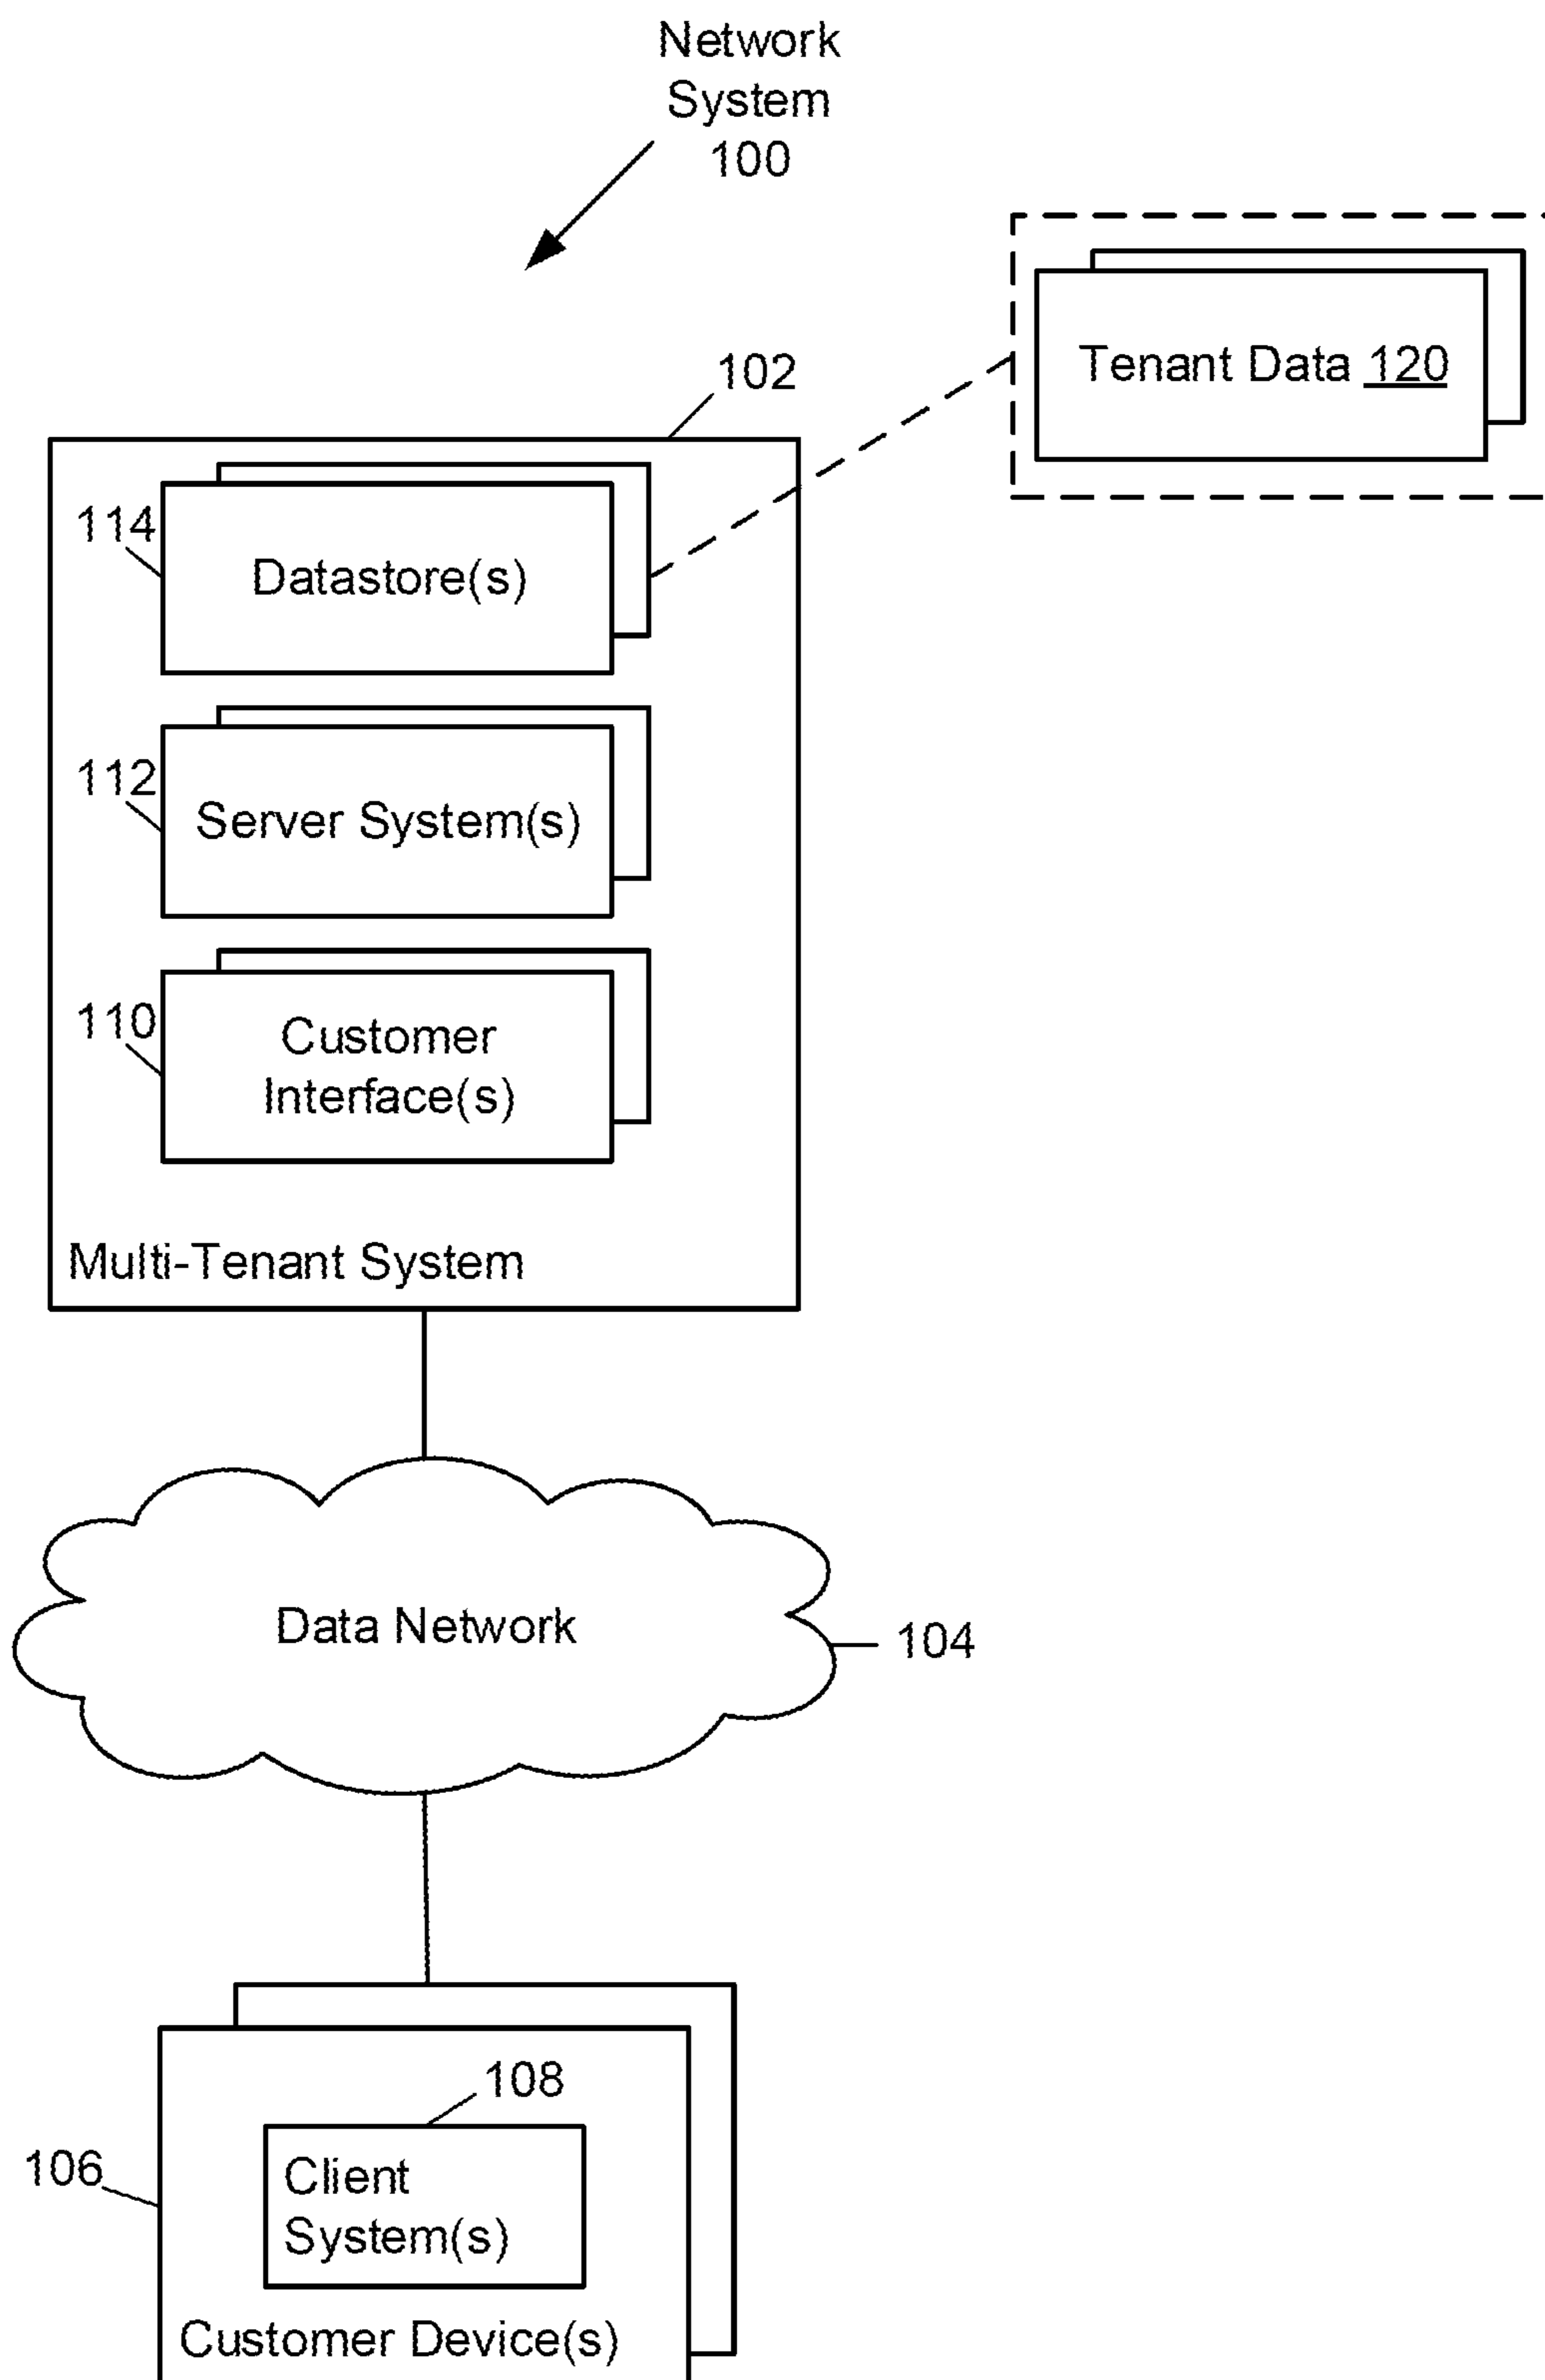 Network
System
100
Tenant Data 120
102
114
Datastore(s)
112
Server System(s)
110
Customer
Interface(s)
Multi-Tenant System
Data Network
104
108
106
Client
System(s)
Customer Device(s)